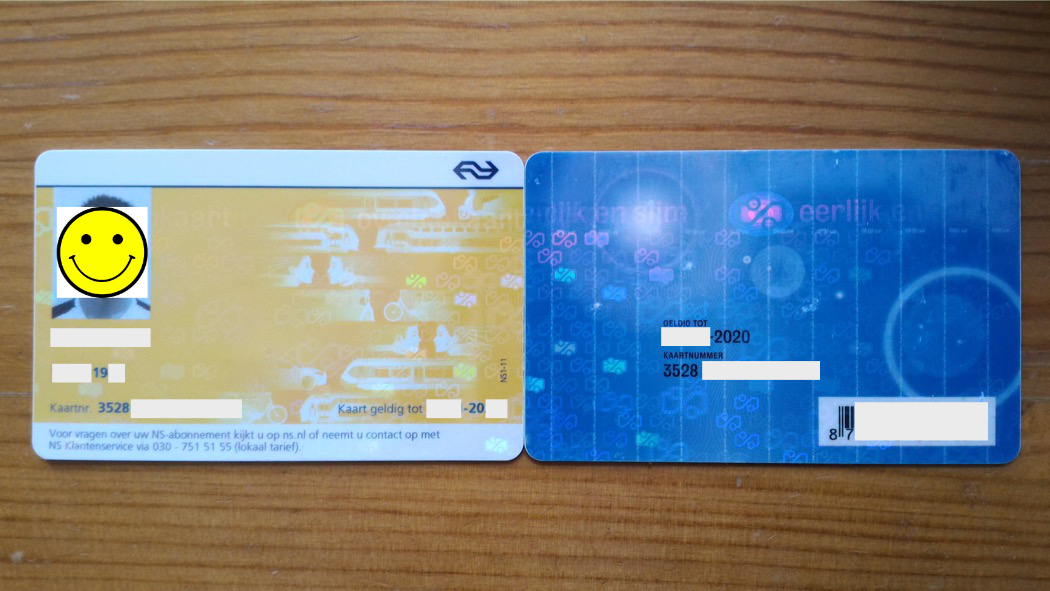 19
Kaartnr. 3528
Kaart geldig tot -20
NS1-11
Voor vragen over uw NS-abonnement kijkt u op ns.nl of neemt u contact op met
NS Klantenservice via 030 - 751 51 55 (lokaal tarief).
eerlijk en
GELDIG TOT
-2020
KAARTNUMMER
3528
8 7